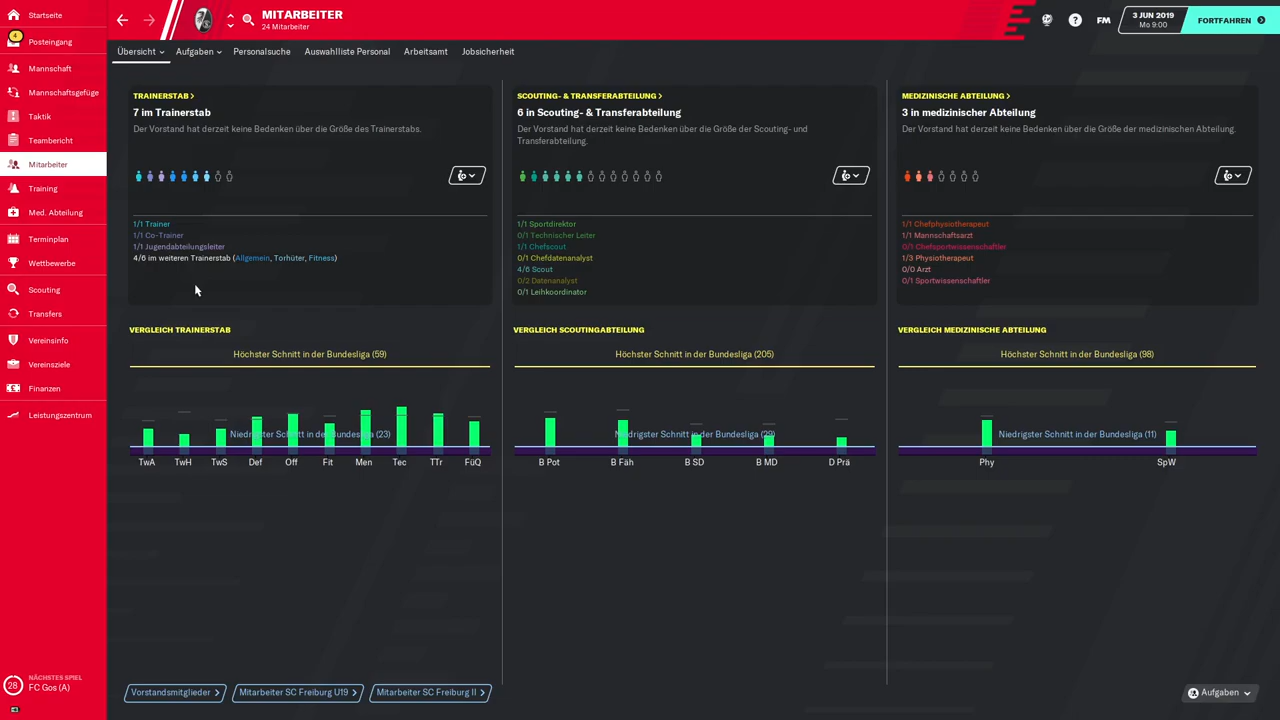 Startseite
4
Posteingang
Mannschaft
Mannschaftsgefüge
Taktik
Teambericht
Mitarbeiter
Training
Med. Abteilung
Terminplan
Wettbewerbe
Scouting
Transfers
Vereinsinfo
Vereinsziele
Finanzen
Leistungszentrum
NÄCHSTES SPIEL
28
FC Gos (A)
MITARBEITER
24 Mitarbeiter
?
FM
3 JUN 2019
Mo 9:00
FORTFAHREN
Übersicht
Aufgaben
Personalsuche
Auswahlliste Personal
Arbeitsamt
Jobsicherheit
TRAINERSTAB
7 im Trainerstab
Der Vorstand hat derzeit keine Bedenken über die Größe des Trainerstabs.
1/1 Trainer
1/1 Co-Trainer
1/1 Jugendabteilungsleiter
4/6 im weiteren Trainerstab (Allgemein, Torhüter, Fitness)
SCOUTING- & TRANSFERABTEILUNG
6 in Scouting- & Transferabteilung
Der Vorstand hat derzeit keine Bedenken über die Größe der Scouting- und
Transferabteilung.
1/1 Sportdirektor
0/1 Technischer Leiter
1/1 Chefscout
0/1 Chefdatenanalyst
4/6 Scout
0/2 Datenanalyst
0/1 Leihkoordinator
MEDIZINISCHE ABTEILUNG
3 in medizinischer Abteilung
Der Vorstand hat derzeit keine Bedenken über die Größe der medizinischen Abteilung.
1/1 Chefphysiotherapeut
1/1 Mannschaftsarzt
0/1 Chefsportwissenschaftler
1/3 Physiotherapeut
0/0 Arzt
0/1 Sportwissenschaftler
VERGLEICH TRAINERSTAB
Höchster Schnitt in der Bundesliga (59)
Niedrigster Schnitt in der Bundesliga (23)
TwA TwH TwS Def Off Fit Men Tec TTr FüQ
VERGLEICH SCOUTINGABTEILUNG
Höchster Schnitt in der Bundesliga (205)
Niedrigster Schnitt in der Bundesliga (29)
B Pot B Fäh B SD B MD D Prä
VERGLEICH MEDIZINISCHE ABTEILUNG
Höchster Schnitt in der Bundesliga (98)
Niedrigster Schnitt in der Bundesliga (11)
Phy SpW
Vorstandsmitglieder
Mitarbeiter SC Freiburg U19
Mitarbeiter SC Freiburg II
Aufgaben